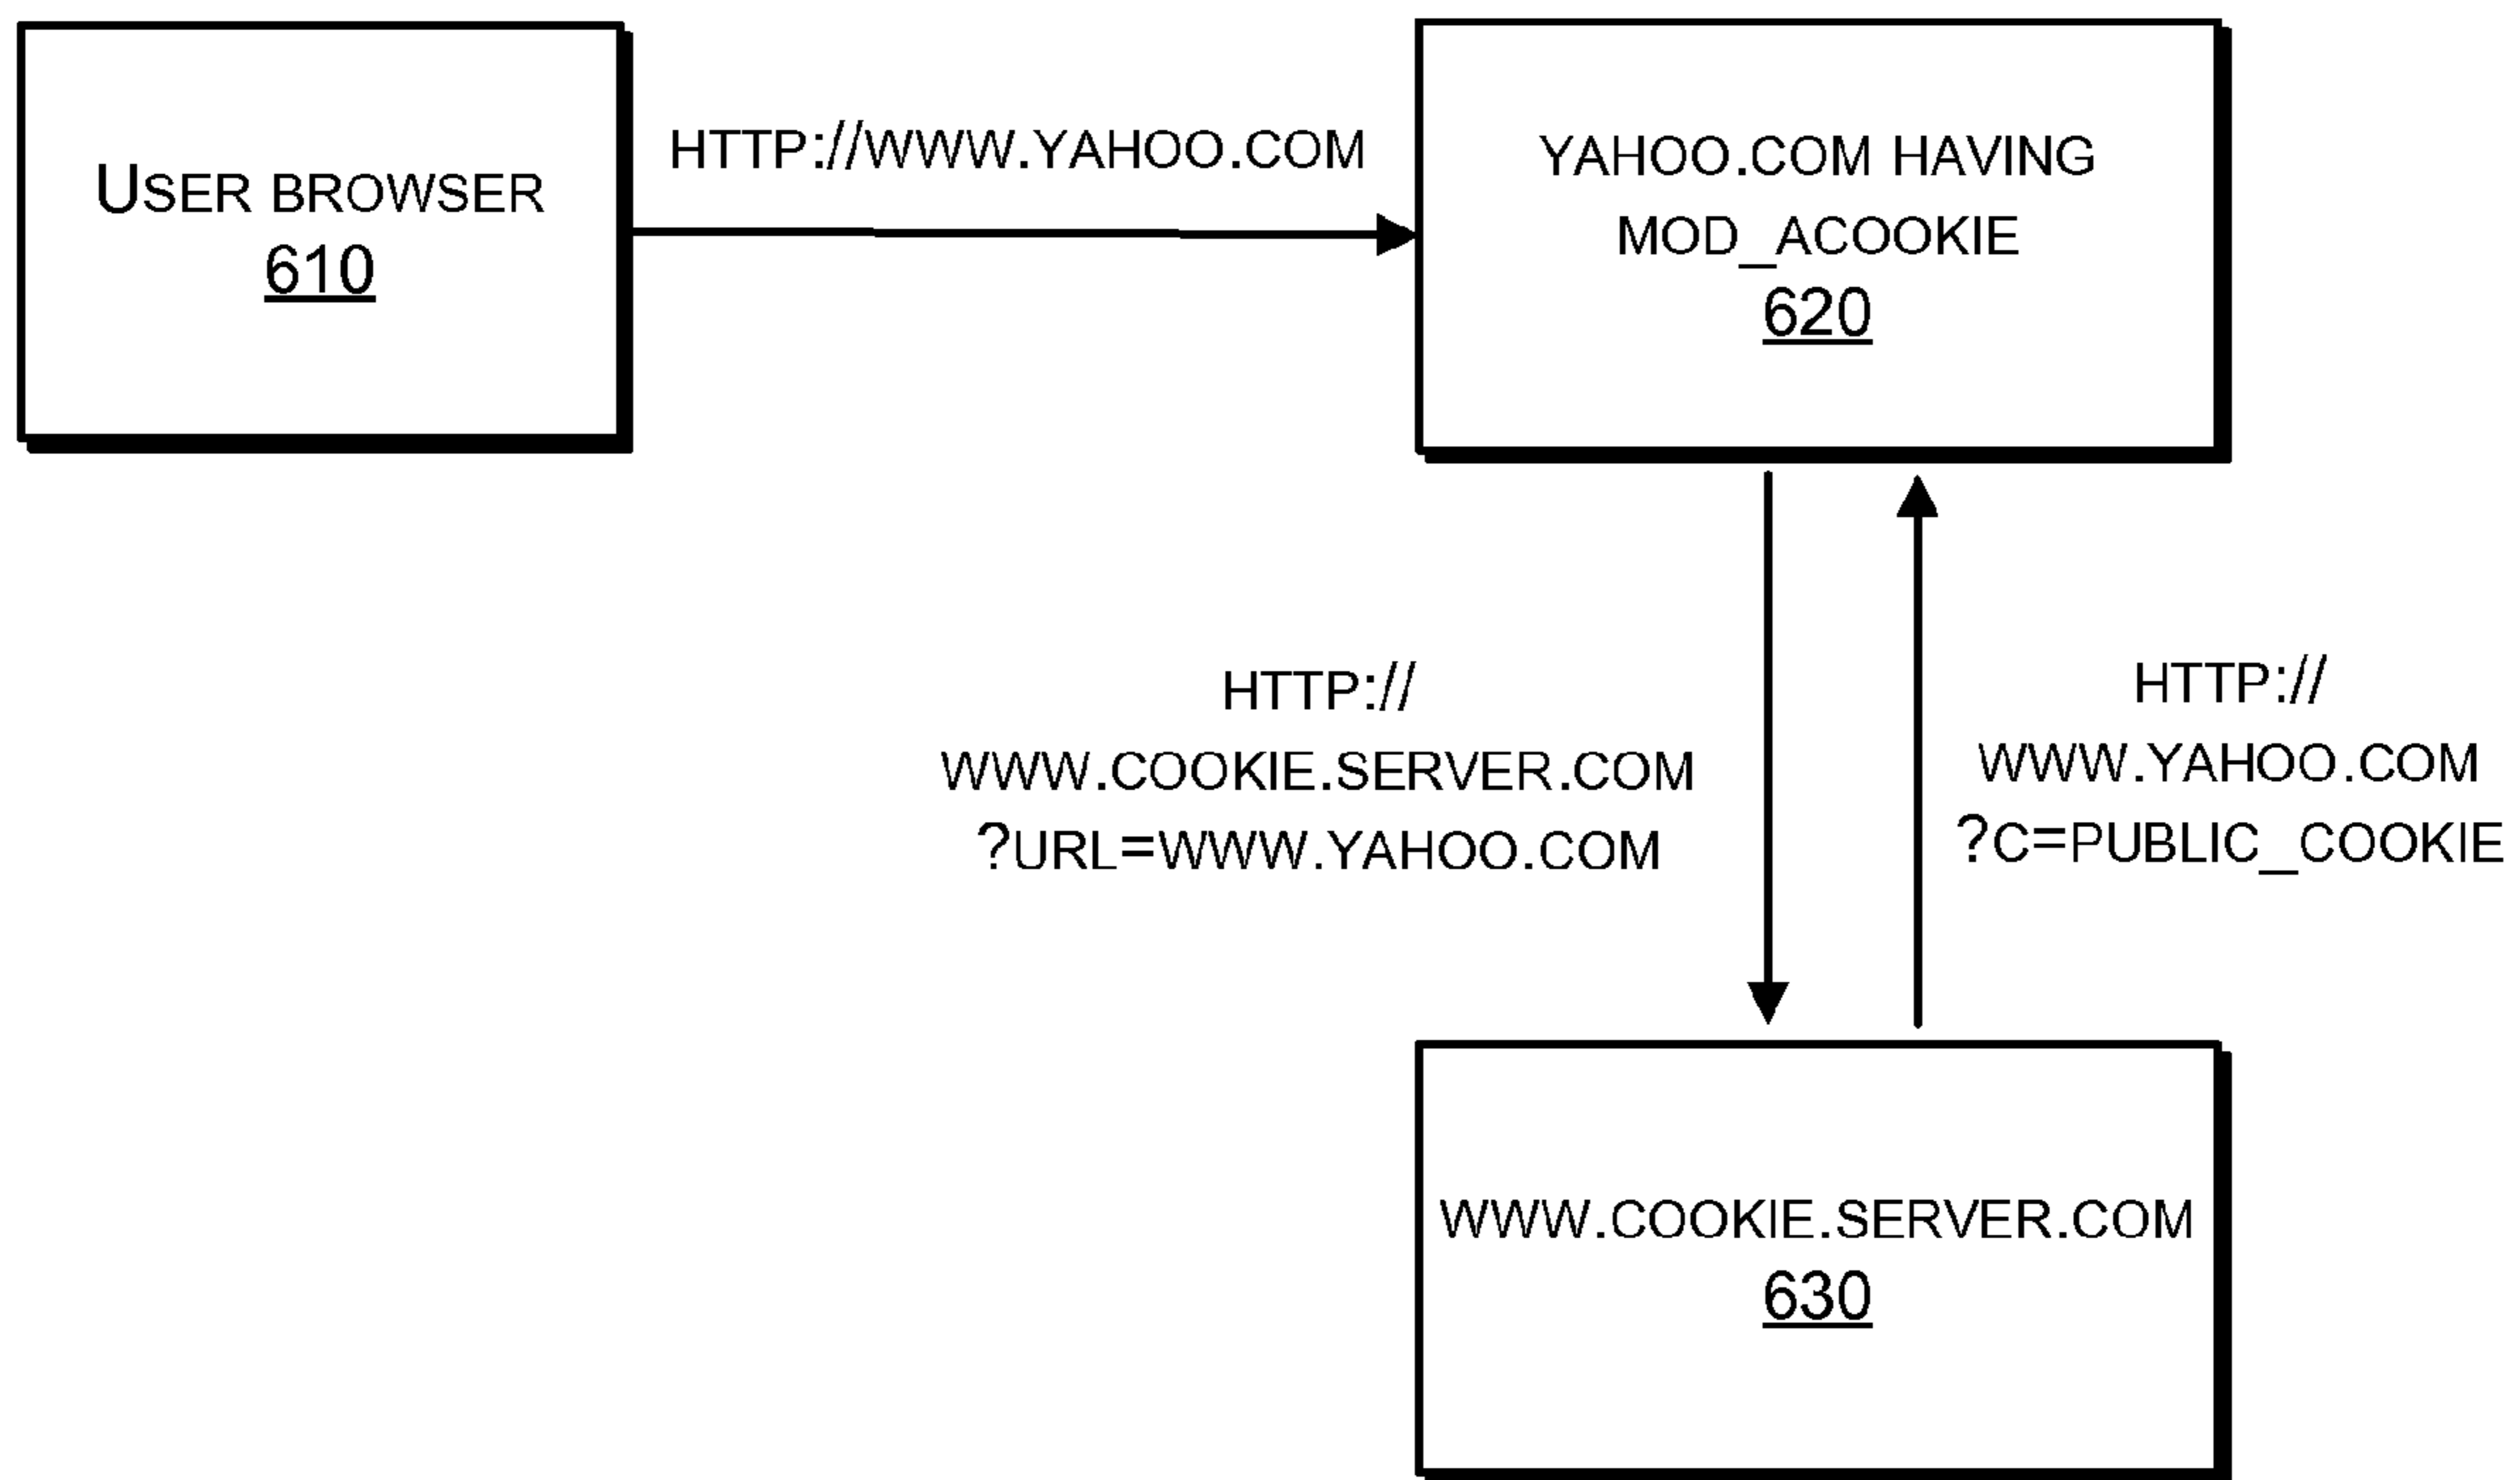 USER BROWSER
610
HTTP://WWW.YAHOO.COM
YAHOO.COM HAVING
MOD_ACOOKIE
620
HTTP://
WWW.COOKIE.SERVER.COM
?URL=WWW.YAHOO.COM
HTTP://
WWW.YAHOO.COM
?C=PUBLIC_COOKIE
WWW.COOKIE.SERVER.COM
630